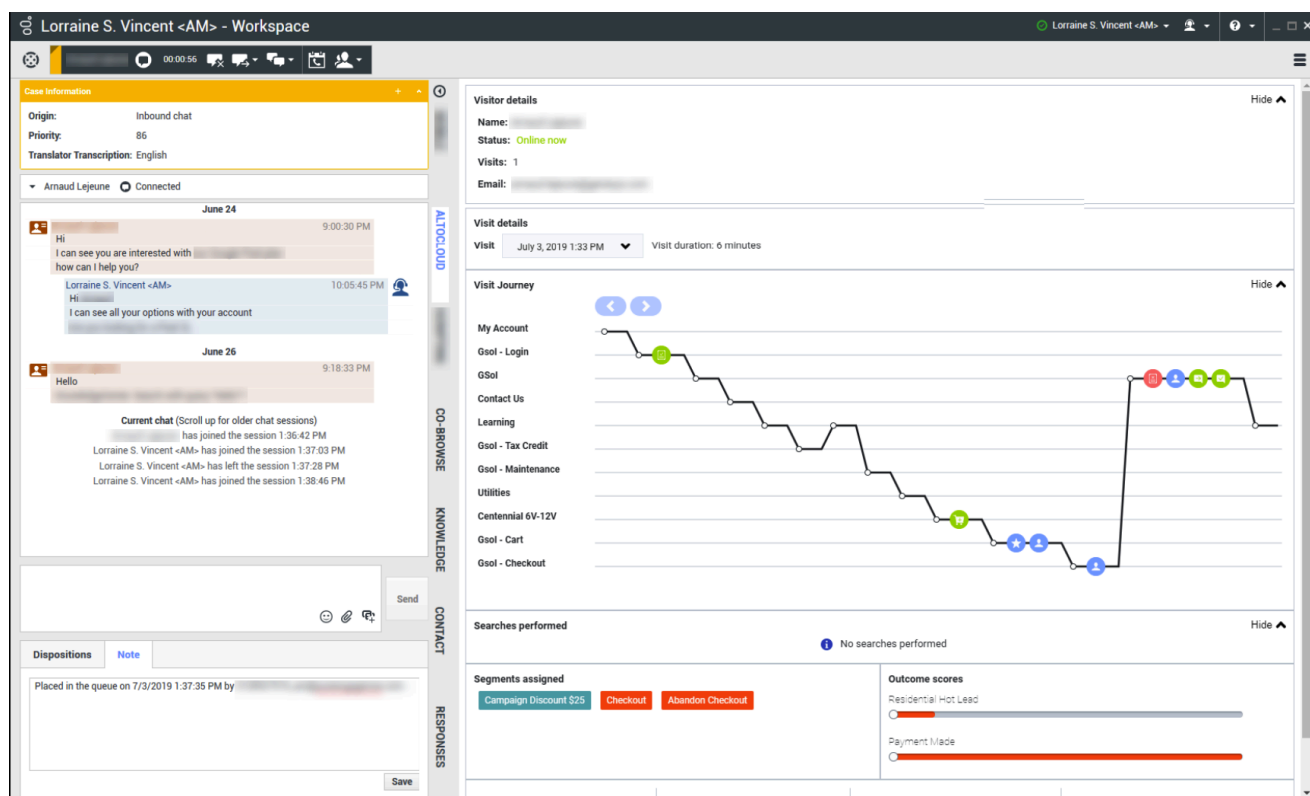 Lorraine S. Vincent <AM> - Workspace
Lorraine S. Vincent <AM>
00:00:56
Case Information
Origin: Inbound chat
Priority: 86
Translator Transcription: English
Arnaud Lejeune Connected
June 24
9:00:30 PM
Hi
I can see you are interested with
how can I help you?
Lorraine S. Vincent <AM> 10:05:45 PM
Hi
I can see all your options with your account
June 26
9:18:33 PM
Hello
Current chat (Scroll up for older chat sessions)
has joined the session 1:36:42 PM
Lorraine S. Vincent <AM> has joined the session 1:37:03 PM
Lorraine S. Vincent <AM> has left the session 1:37:28 PM
Lorraine S. Vincent <AM> has joined the session 1:38:46 PM
Send
Dispositions Note
Placed in the queue on 7/3/2019 1:37:35 PM by
Save
ALTOCLOUD
CO-BROWSE
KNOWLEDGE
CONTACT
RESPONSES
Visitor details Hide
Name:
Status: Online now
Visits: 1
Email:
Visit details
Visit July 3, 2019 1:33 PM Visit duration: 6 minutes
Visit Journey Hide
My Account
Gsol - Login
GSol
Contact Us
Learning
Gsol - Tax Credit
Gsol - Maintenance
Utilities
Centennial 6V-12V
Gsol - Cart
Gsol - Checkout
Searches performed Hide
No searches performed
Segments assigned
Campaign Discount $25 Checkout Abandon Checkout
Outcome scores
Residential Hot Lead
Payment Made